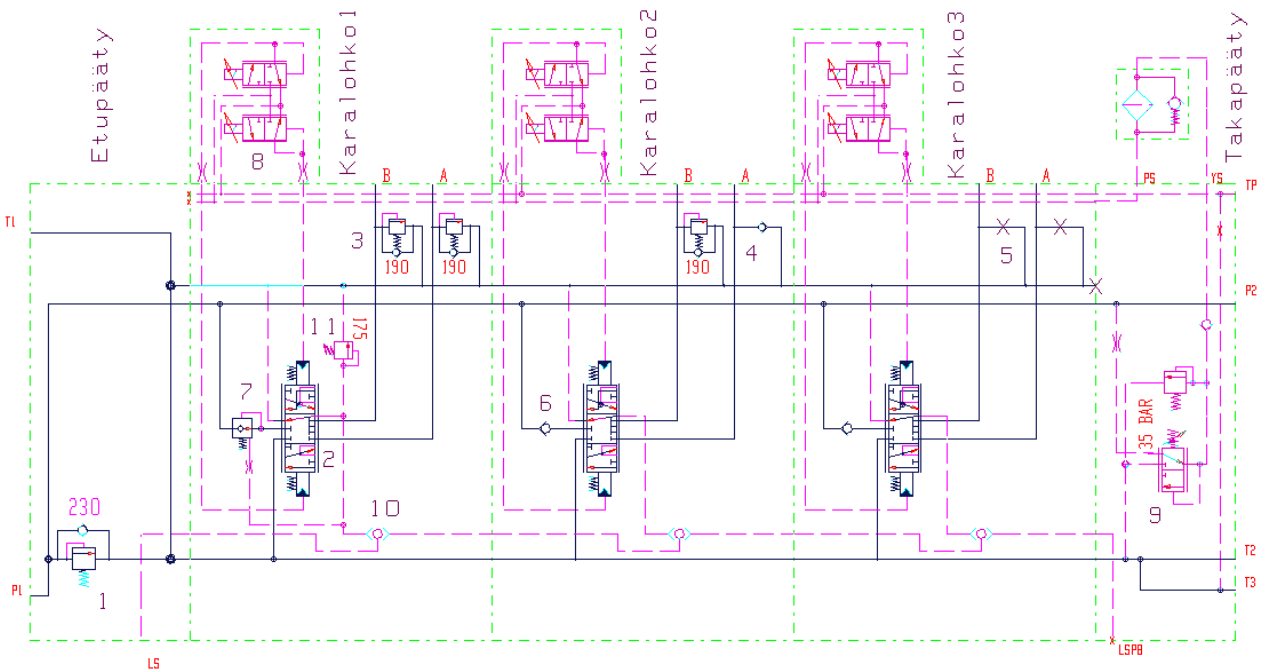 Etupääty
Karalohko1
Karalohko2
Karalohko3
Takapääty
8
B
A
B
A
B
A
PS
YS
TP
T1
3
190
190
190
4
5
P2
11
175
7
6
2
35 BAR
9
230
10
1
P1
T2
T3
LS
LSPB